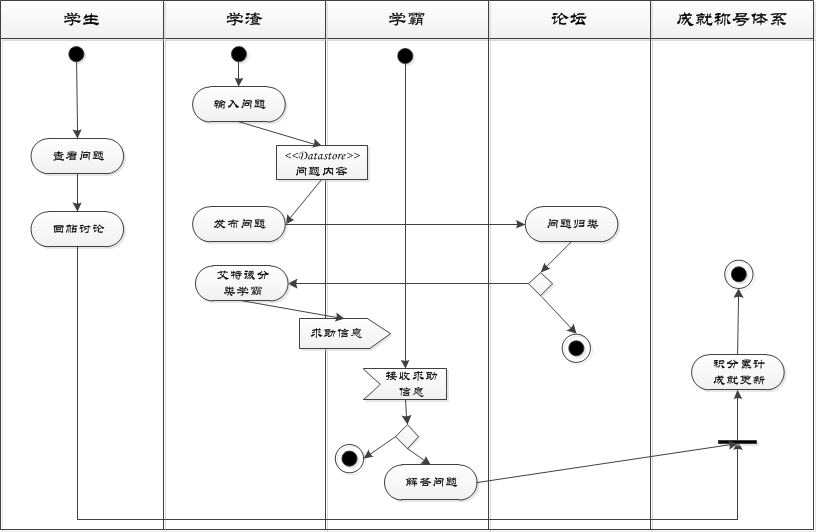 学生
学渣
学霸
论坛
成就称号体系
输入问题
查看问题
<<Datastore>>
问题内容
回帖讨论
发布问题
问题归类
艾特该分
类学霸
求助信息
接收求助
信息
积分累计
成就更新
解答问题